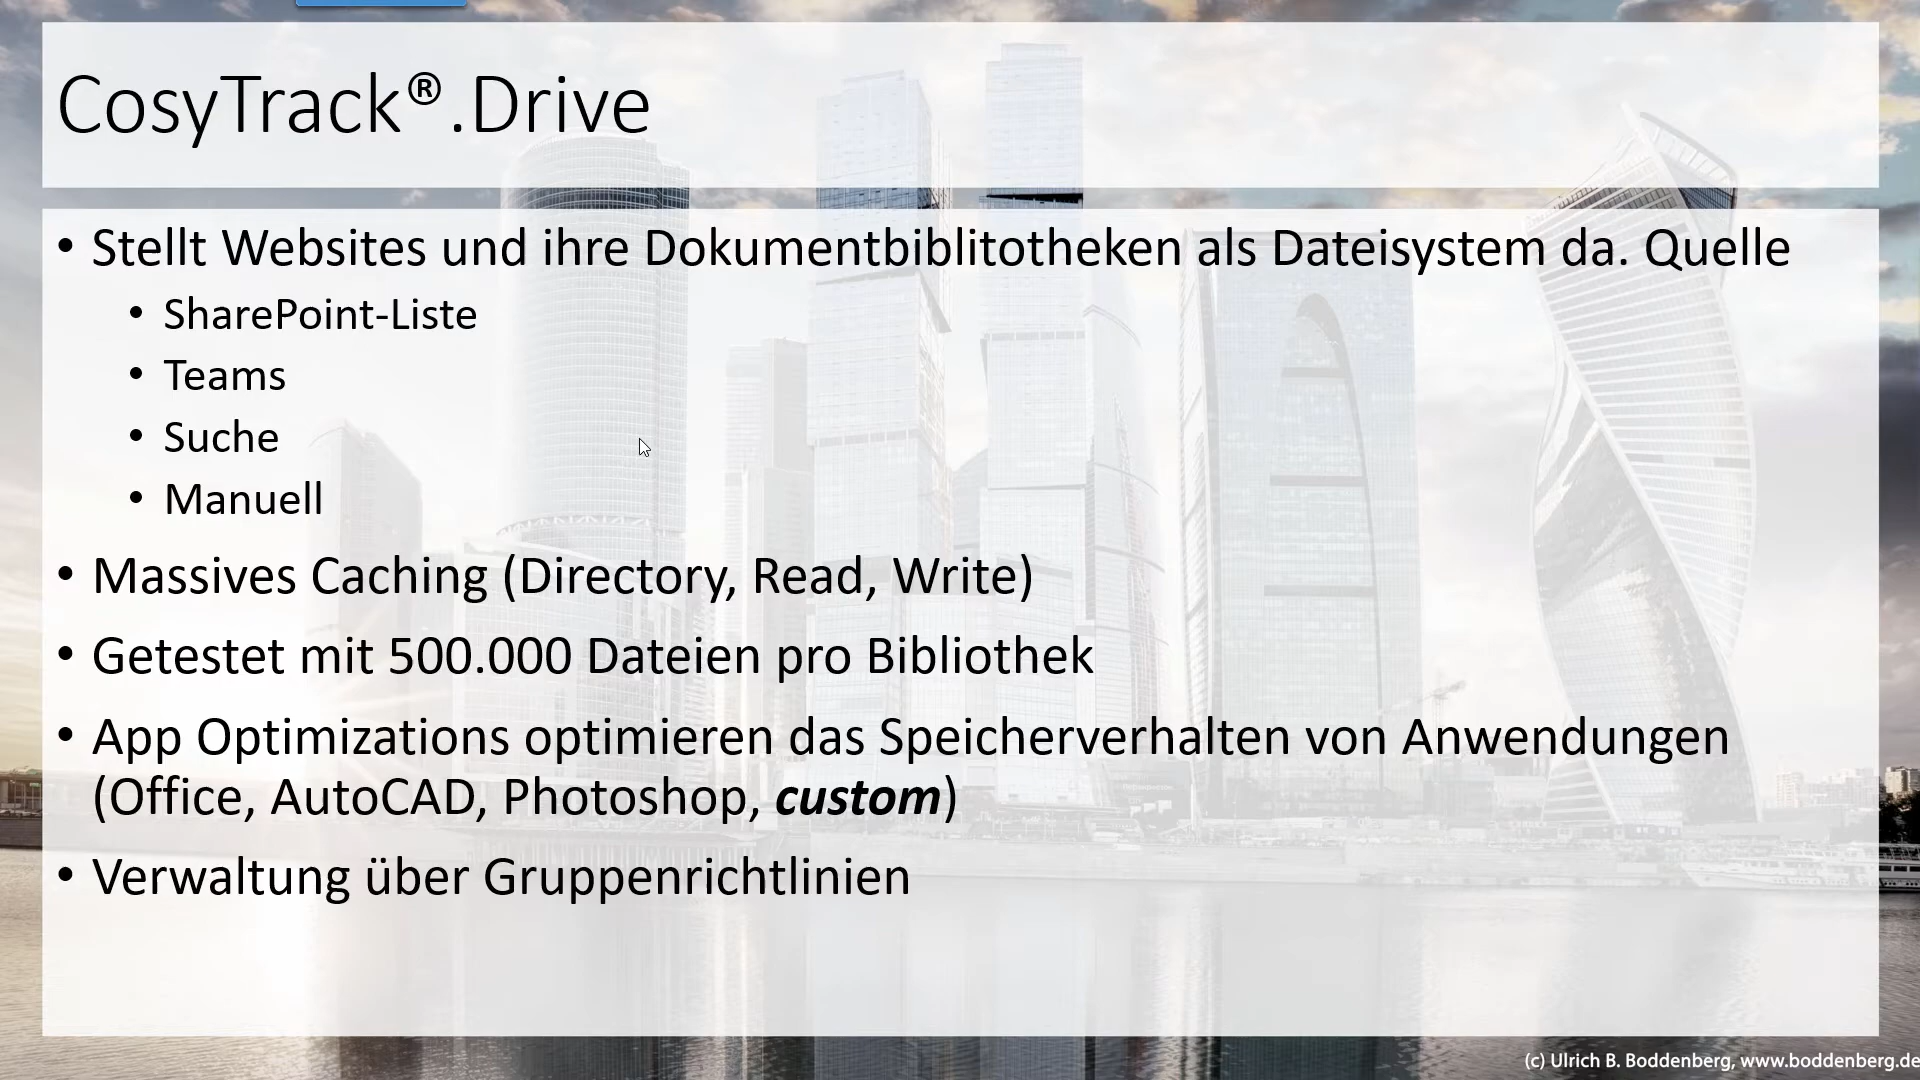 CosyTrack®.Drive
• Stellt Websites und ihre Dokumentbiblitotheken als Dateisystem da. Quelle
• SharePoint-Liste
• Teams
• Suche
• Manuell
• Massives Caching (Directory, Read, Write)
• Getestet mit 500.000 Dateien pro Bibliothek
• App Optimizations optimieren das Speicherverhalten von Anwendungen
(Office, AutoCAD, Photoshop, custom)
• Verwaltung über Gruppenrichtlinien
(c) Ulrich B. Boddenberg, www.boddenberg.de